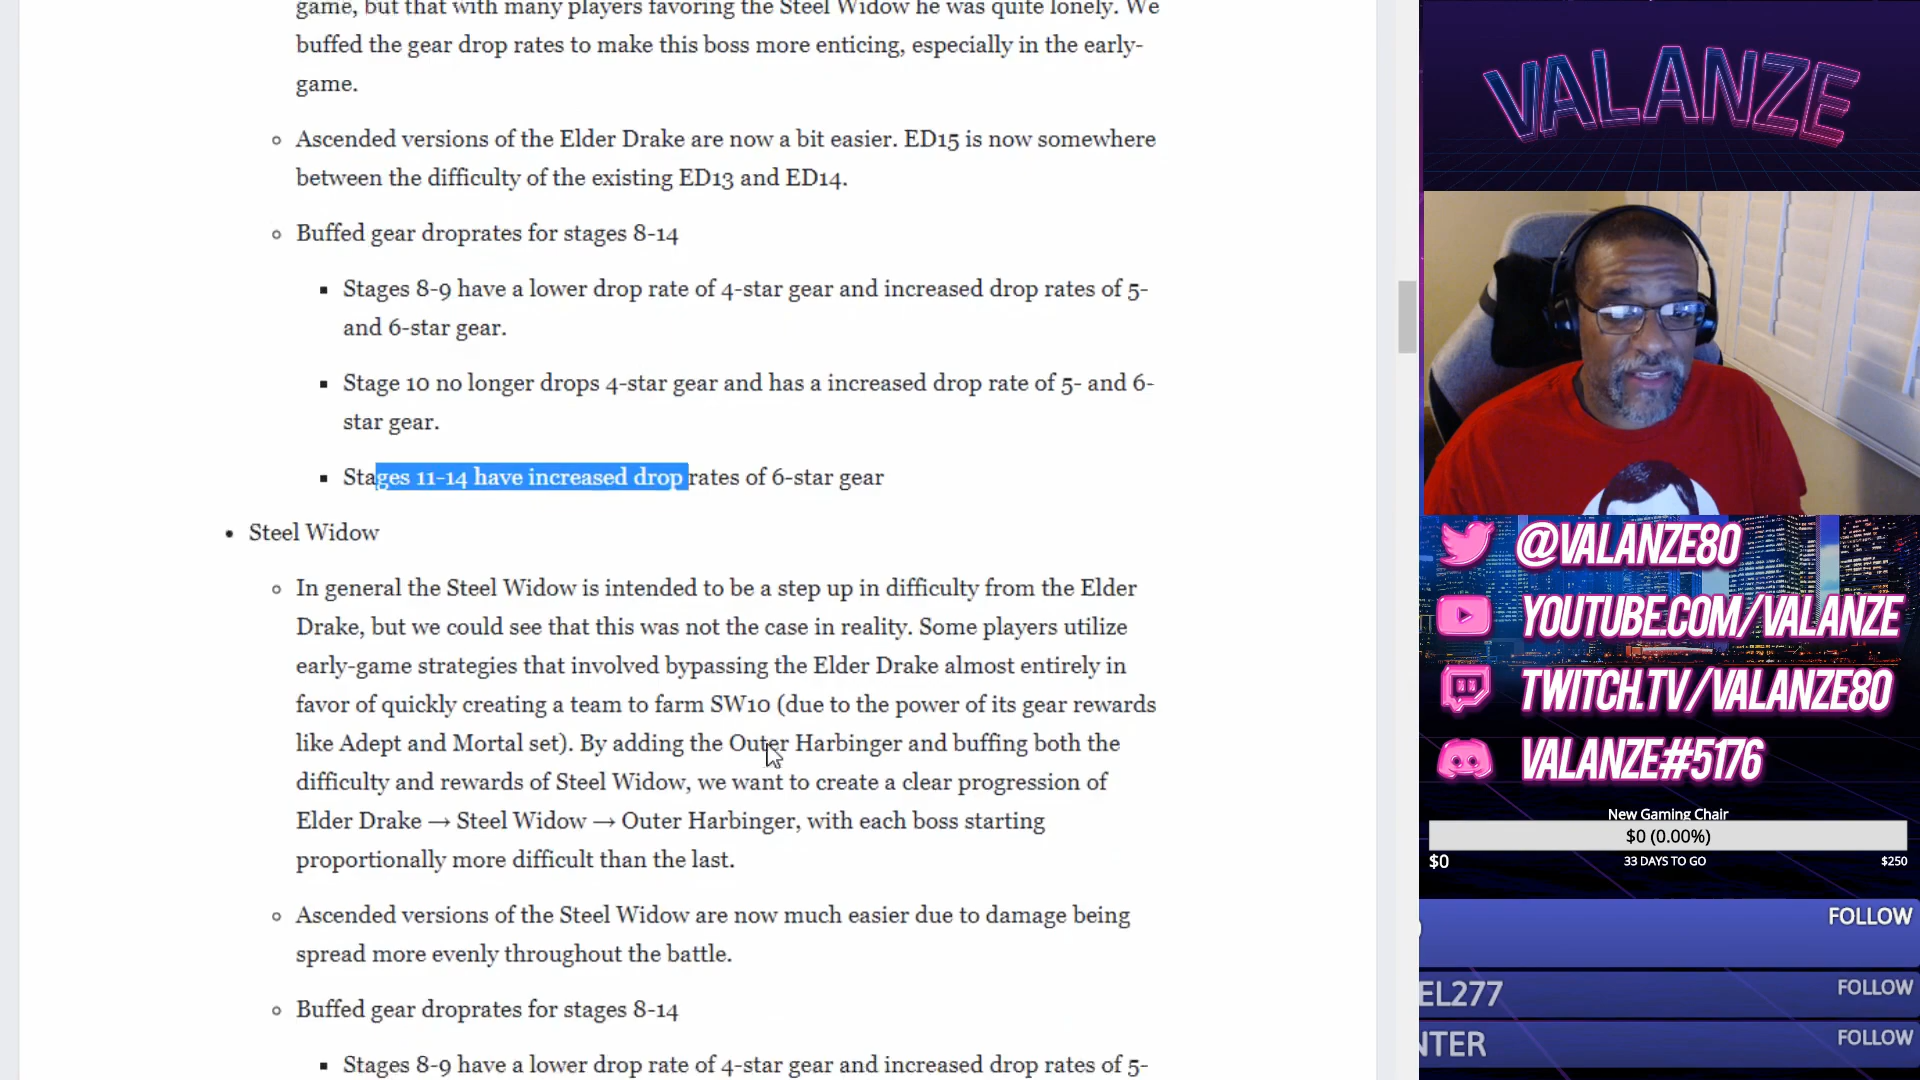 game, but that with many players favoring the Steel Widow he was quite lonely. We
buffed the gear drop rates to make this boss more enticing, especially in the early-
game.
Ascended versions of the Elder Drake are now a bit easier. ED15 is now somewhere
between the difficulty of the existing ED13 and ED14.
Buffed gear droprates for stages 8-14
Stages 8-9 have a lower drop rate of 4-star gear and increased drop rates of 5-
and 6-star gear.
Stage 10 no longer drops 4-star gear and has a increased drop rate of 5- and 6-
star gear.
Stages 11-14 have increased drop rates of 6-star gear
Steel Widow
In general the Steel Widow is intended to be a step up in difficulty from the Elder
Drake, but we could see that this was not the case in reality. Some players utilize
early-game strategies that involved bypassing the Elder Drake almost entirely in
favor of quickly creating a team to farm SW10 (due to the power of its gear rewards
like Adept and Mortal set). By adding the Outer Harbinger and buffing both the
difficulty and rewards of Steel Widow, we want to create a clear progression of
Elder Drake → Steel Widow → Outer Harbinger, with each boss starting
proportionally more difficult than the last.
Ascended versions of the Steel Widow are now much easier due to damage being
spread more evenly throughout the battle.
Buffed gear droprates for stages 8-14
Stages 8-9 have a lower drop rate of 4-star gear and increased drop rates of 5-
VALANZE
@VALANZE80
YOUTUBE.COM/VALANZE
TWITCH.TV/VALANZE80
VALANZE#5176
New Gaming Chair
$0 (0.00%)
$0 33 DAYS TO GO $250
FOLLOW
EL277 FOLLOW
NTER FOLLOW